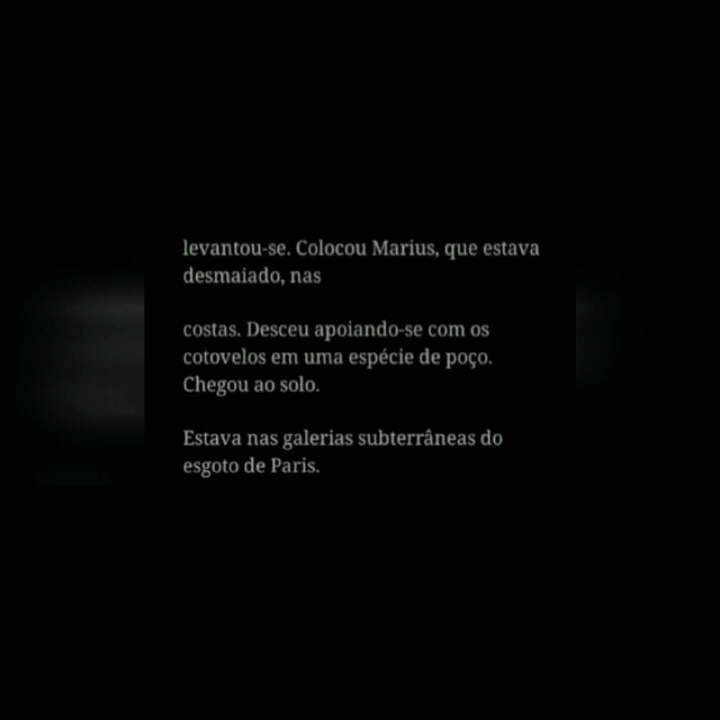 levantou-se. Colocou Marius, que estava
desmaiado, nas
costas. Desceu apoiando-se com os
cotovelos em uma espécie de poço.
Chegou ao solo.
Estava nas galerias subterrâneas do
esgoto de Paris.